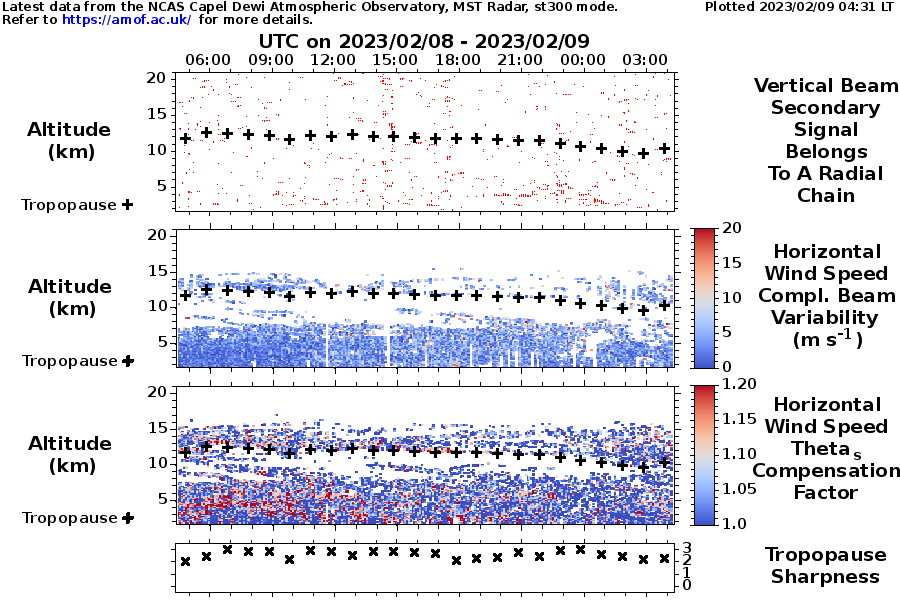 Latest data from the NCAS Capel Dewi Atmospheric Observatory, MST Radar, st300 mode.
Plotted 2023/02/09 04:31 LT
Refer to https://amof.ac.uk/ for more details.
UTC on 2023/02/08 - 2023/02/09
06:00 09:00 12:00 15:00 18:00 21:00 00:00 03:00
20
15
10
5
Altitude
(km)
Tropopause +
Vertical Beam
Secondary
Signal
Belongs
To A Radial
Chain
20
15
10
5
Altitude
(km)
Tropopause +
20
15
10
5
0
Horizontal
Wind Speed
Compl. Beam
Variability
(m s-1)
20
15
10
5
Altitude
(km)
Tropopause +
1.20
1.15
1.10
1.05
1.0
Horizontal
Wind Speed
Theta s
Compensation
Factor
3
2
1
0
Tropopause
Sharpness